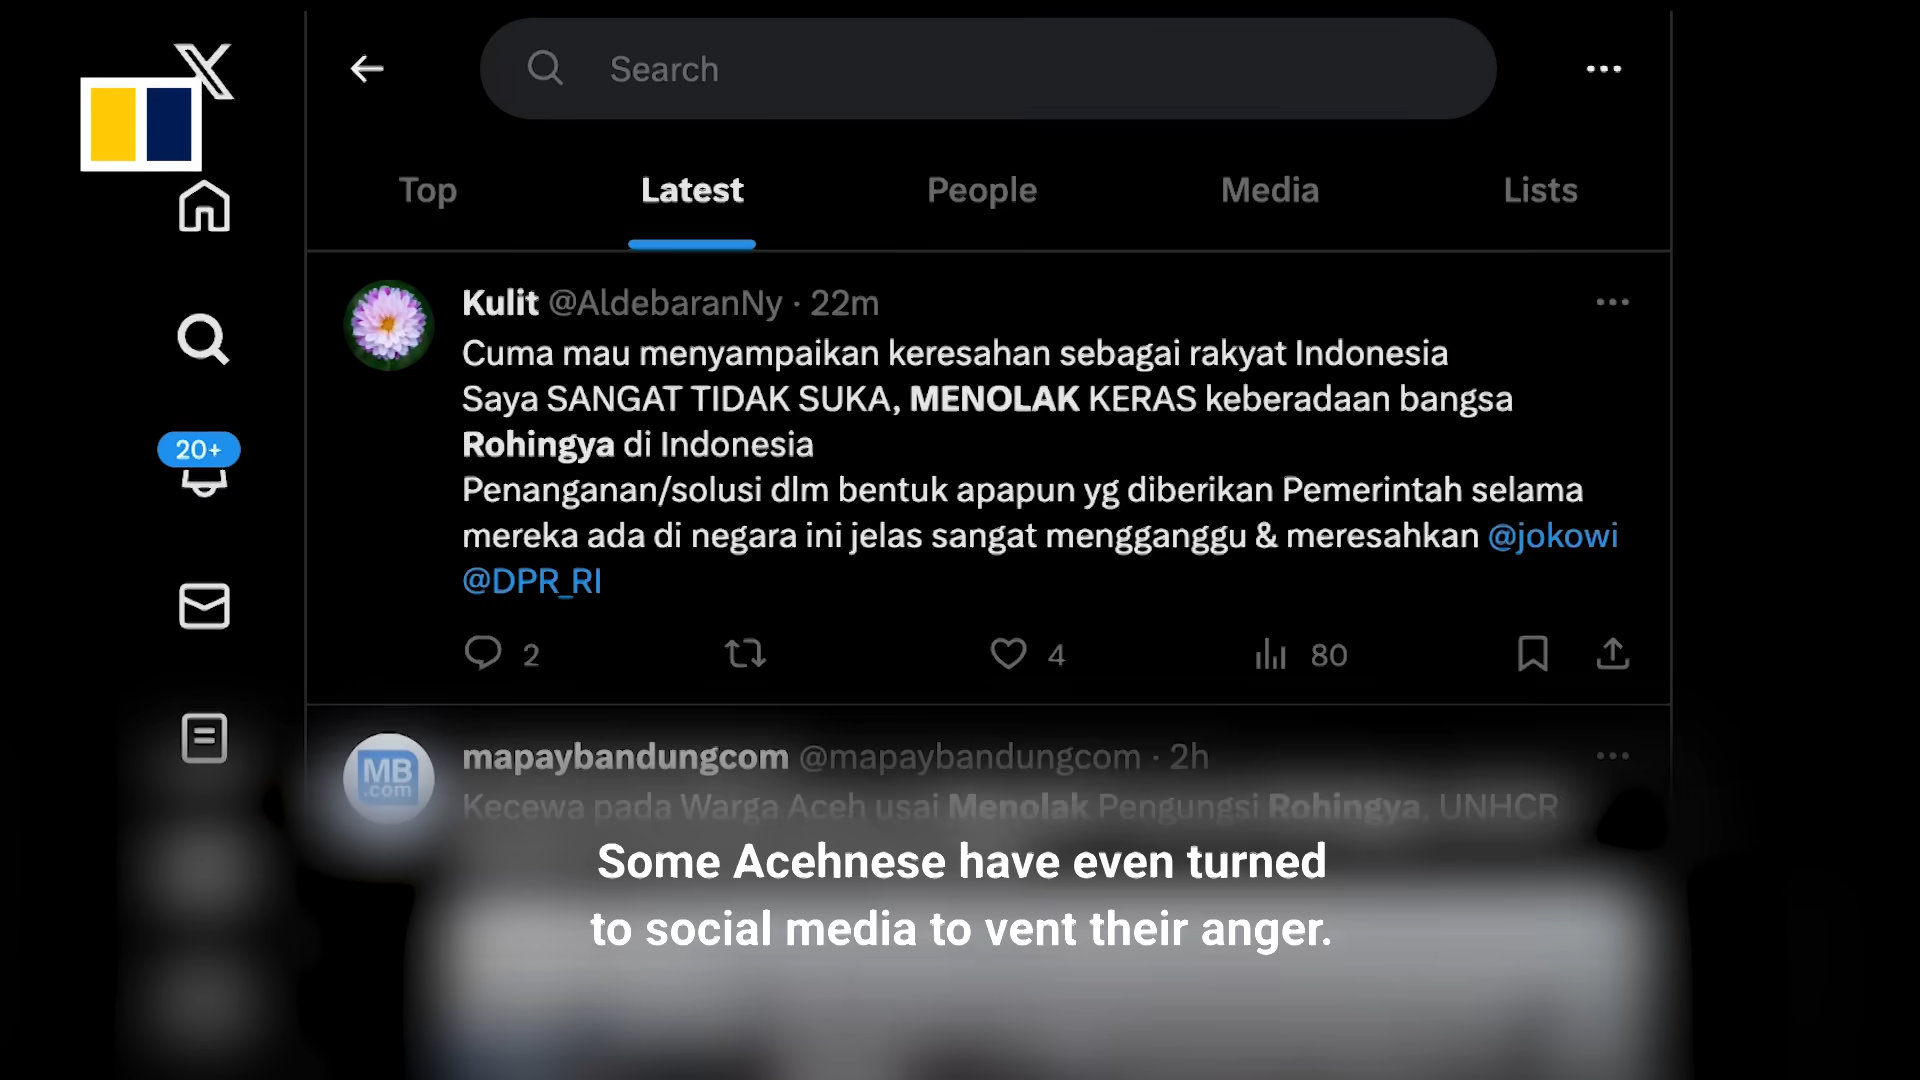 Search
Top Latest People Media Lists
Kulit @AldebaranNy · 22m
Cuma mau menyampaikan keresahan sebagai rakyat Indonesia
Saya SANGAT TIDAK SUKA, MENOLAK KERAS keberadaan bangsa
Rohingya di Indonesia
Penanganan/solusi dlm bentuk apapun yg diberikan Pemerintah selama
mereka ada di negara ini jelas sangat mengganggu & meresahkan @jokowi
@DPR_RI
20+
2 4 80
MB
.com
mapaybandungcom @mapaybandungcom · 2h
Kecewa pada Warga Aceh usai Menolak Pengungsi Rohingya, UNHCR
Some Acehnese have even turned
to social media to vent their anger.